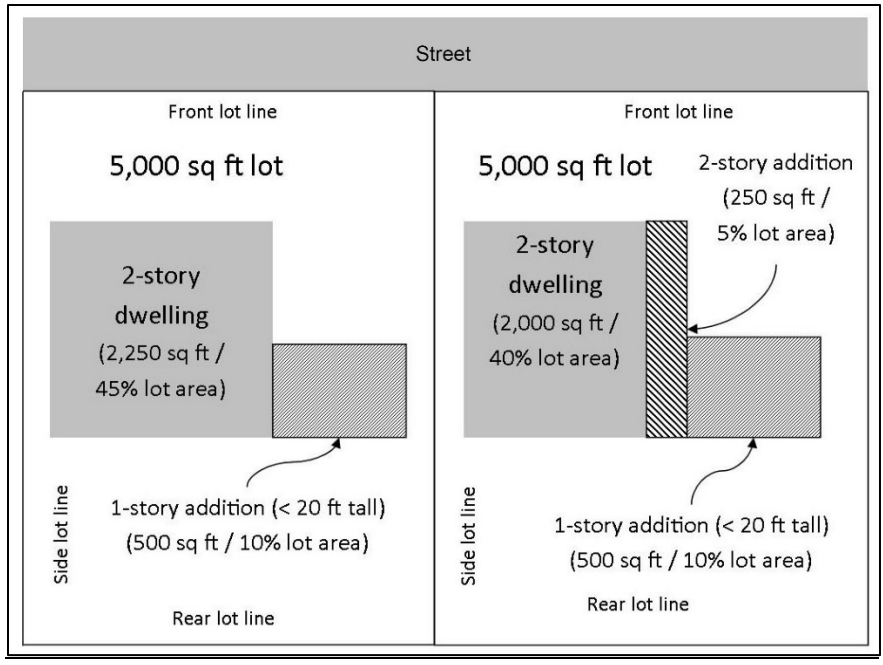 Street
Front lot line
5,000 sq ft lot
2-story
dwelling
(2,250 sq ft /
45% lot area)
1-story addition (< 20 ft tall)
(500 sq ft / 10% lot area)
Side lot line
Rear lot line
Front lot line
5,000 sq ft lot
2-story addition
(250 sq ft /
5% lot area)
2-story
dwelling
(2,000 sq ft /
40% lot area)
1-story addition (< 20 ft tall)
(500 sq ft / 10% lot area)
Side lot line
Rear lot line